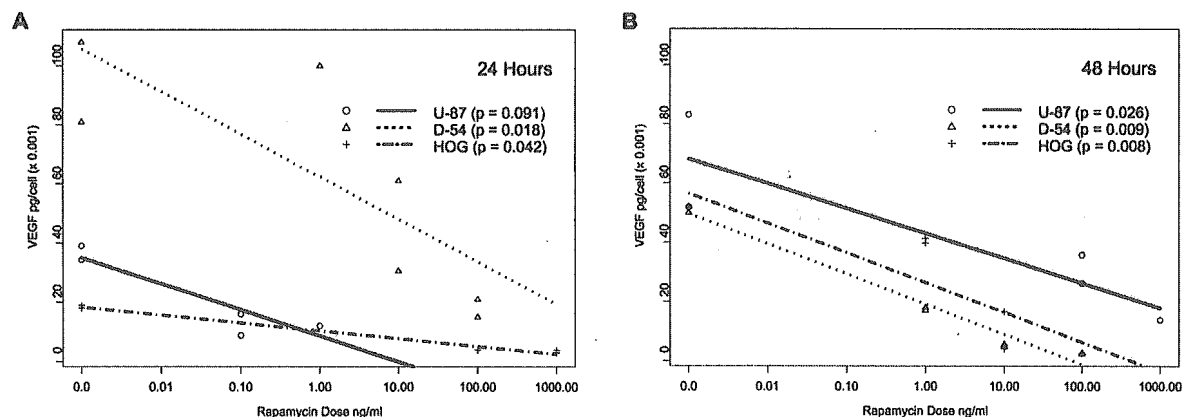 A
24 Hours
U-87 (p = 0.091)
D-54 (p = 0.018)
HOG (p = 0.042)
VEGF pg/cell (x 0.001)
0 20 40 60 80 100
0.0 0.01 0.10 1.00 10.00 100.00 1000.00
Rapamycin Dose ng/ml
B
48 Hours
U-87 (p = 0.026)
D-54 (p = 0.009)
HOG (p = 0.008)
VEGF pg/cell (x 0.001)
0 20 40 60 80 100
0.0 0.01 0.10 1.00 10.00 100.00 1000.00
Rapamycin Dose ng/ml